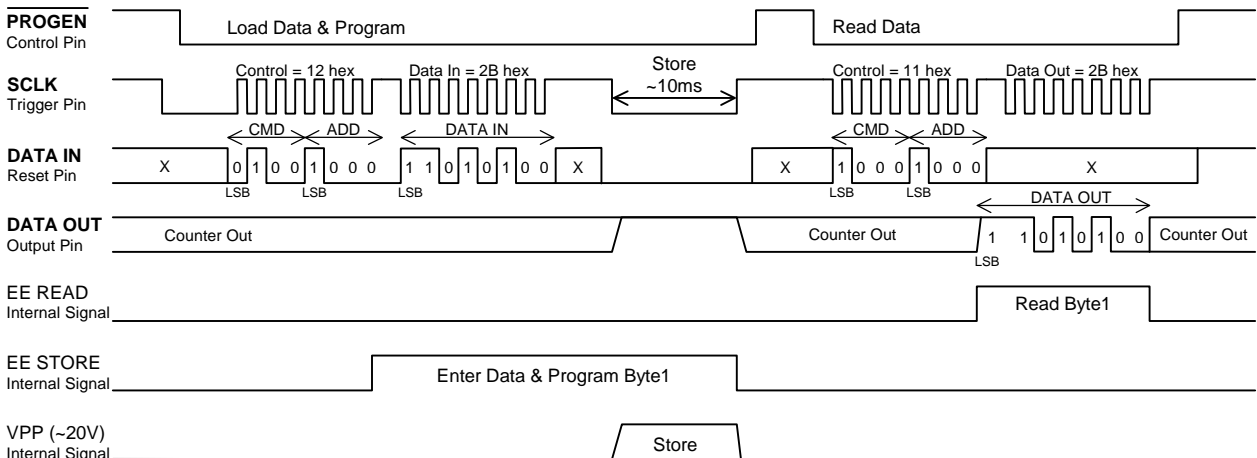 PROGEN
Control Pin
Load Data & Program
Read Data
SCLK
Trigger Pin
Control = 12 hex
Data In = 2B hex
Store
~10ms
Control = 11 hex
Data Out = 2B hex
CMD
ADD
DATA IN
CMD
ADD
DATA IN
Reset Pin
X
0 1 0 0 1 0 0 0
1 1 0 1 0 1 0 0
X
X
1 0 0 0 1 0 0 0
X
LSB
LSB
LSB
LSB
LSB
DATA OUT
DATA OUT
Output Pin
Counter Out
Counter Out
1 1 0 1 0 1 0 0
Counter Out
LSB
EE READ
Internal Signal
Read Byte1
EE STORE
Internal Signal
Enter Data & Program Byte1
VPP (~20V)
Internal Signal
Store